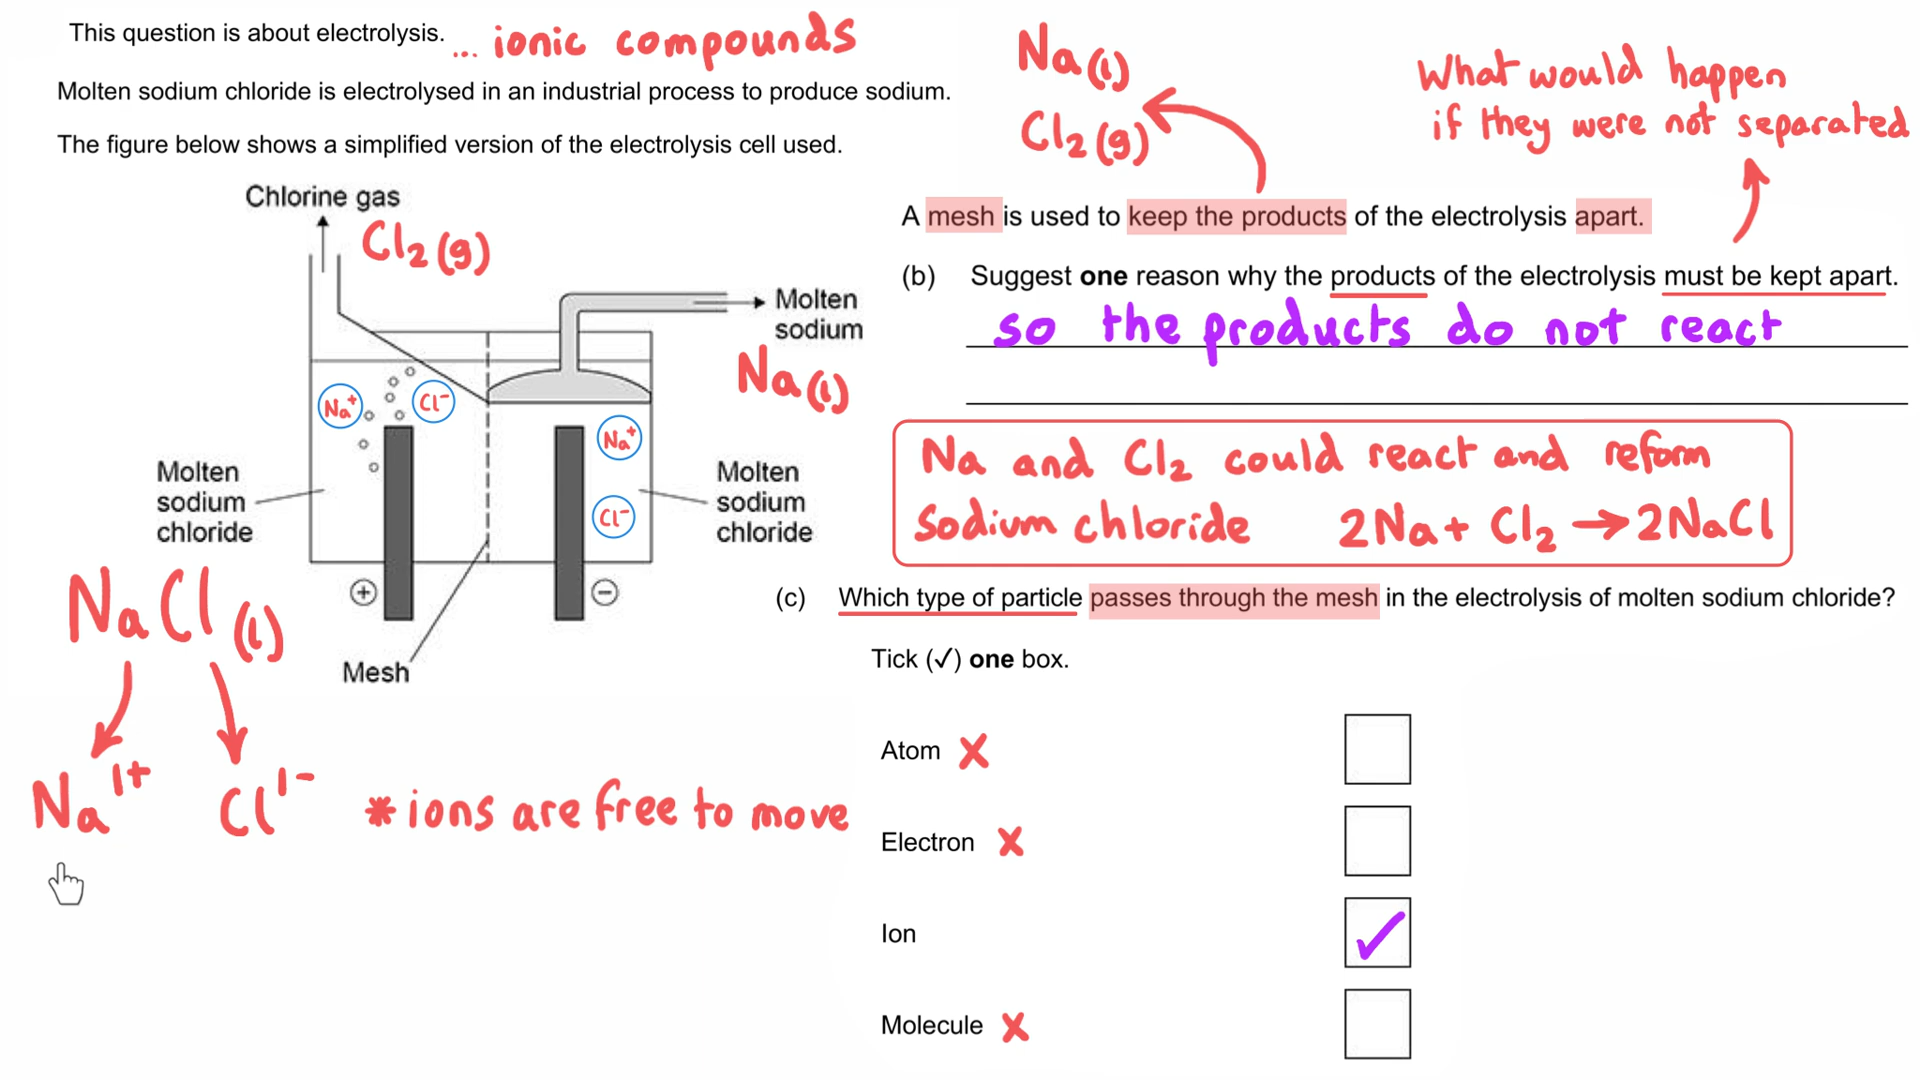 This question is about electrolysis. ... ionic compounds
Molten sodium chloride is electrolysed in an industrial process to produce sodium.
The figure below shows a simplified version of the electrolysis cell used.
Chlorine gas
Cl₂(g)
Molten
sodium
Na(l)
Na⁺
Cl⁻
Na⁺
Cl⁻
Molten
sodium
chloride
Molten
sodium
chloride
+
−
Mesh
NaCl(l)
Na¹⁺ Cl¹⁻ *ions are free to move
Na(l)
Cl₂(g)
What would happen
if they were not separated
A mesh is used to keep the products of the electrolysis apart.
(b) Suggest one reason why the products of the electrolysis must be kept apart.
so the products do not react
Na and Cl₂ could react and reform
Sodium chloride 2Na + Cl₂ → 2NaCl
(c) Which type of particle passes through the mesh in the electrolysis of molten sodium chloride?
Tick (✓) one box.
Atom X
Electron X
Ion ✓
Molecule X